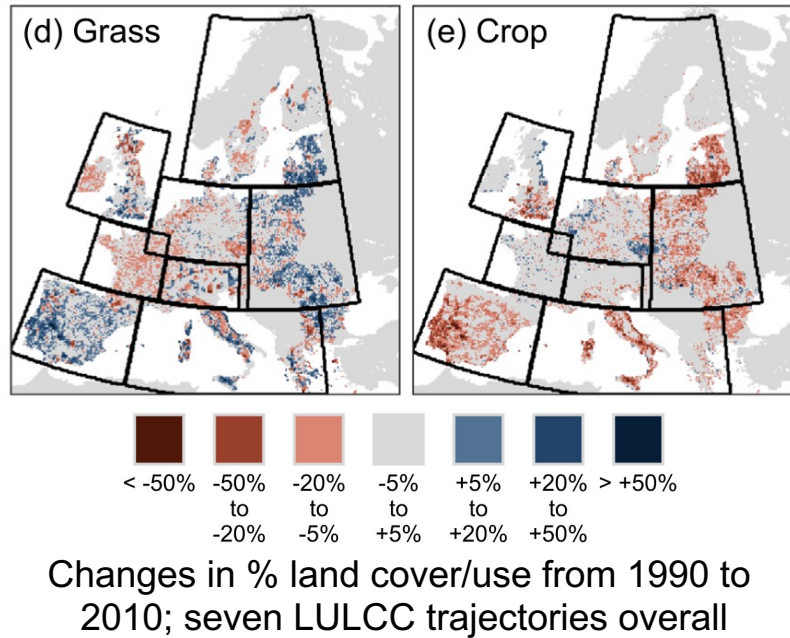 (d) Grass
(e) Crop
< -50%
-50% to -20%
-20% to -5%
-5% to +5%
+5% to +20%
+20% to +50%
> +50%
Changes in % land cover/use from 1990 to
2010; seven LULCC trajectories overall